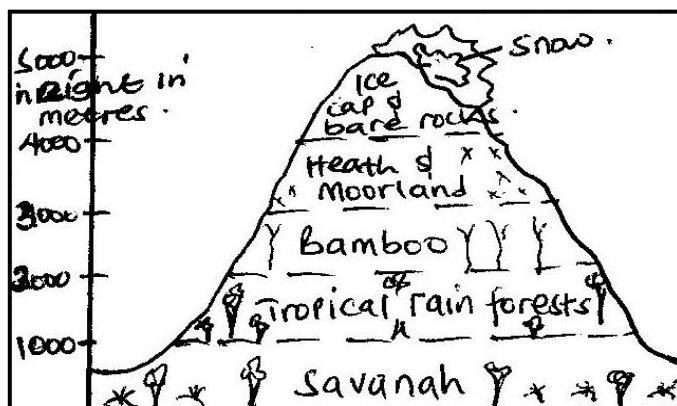 5000
snow.
height in
metres.
Ice
cap &
bare rocks
4000
Heath &
Moorland
3000
Bamboo
2000
Tropical rain forests
1000
Savanah